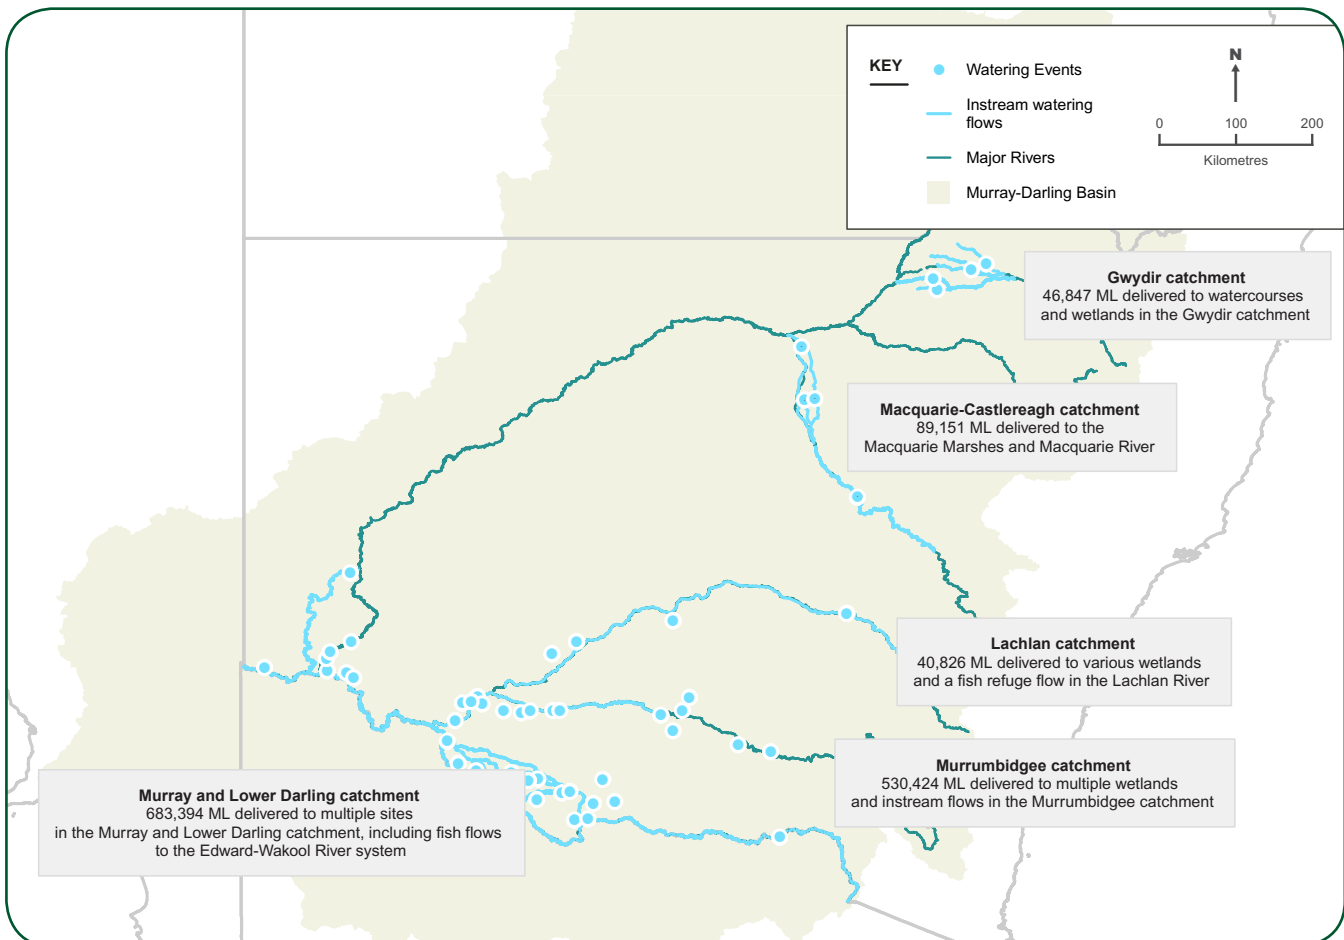 KEY
Watering Events
Instream watering
flows
Major Rivers
Murray-Darling Basin
N
0 100 200
Kilometres
Gwydir catchment
46,847 ML delivered to watercourses
and wetlands in the Gwydir catchment
Macquarie-Castlereagh catchment
89,151 ML delivered to the
Macquarie Marshes and Macquarie River
Lachlan catchment
40,826 ML delivered to various wetlands
and a fish refuge flow in the Lachlan River
Murrumbidgee catchment
530,424 ML delivered to multiple wetlands
and instream flows in the Murrumbidgee catchment
Murray and Lower Darling catchment
683,394 ML delivered to multiple sites
in the Murray and Lower Darling catchment, including fish flows
to the Edward-Wakool River system